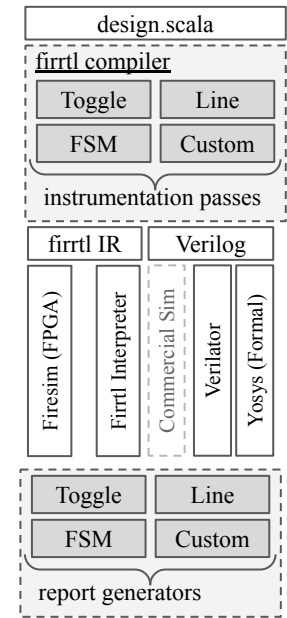 design.scala
firrtl compiler
Toggle
Line
FSM
Custom
instrumentation passes
firrtl IR
Verilog
Firesim (FPGA)
Firrtl Interpreter
Commercial Sim
Verilator
Yosys (Formal)
Toggle
Line
FSM
Custom
report generators